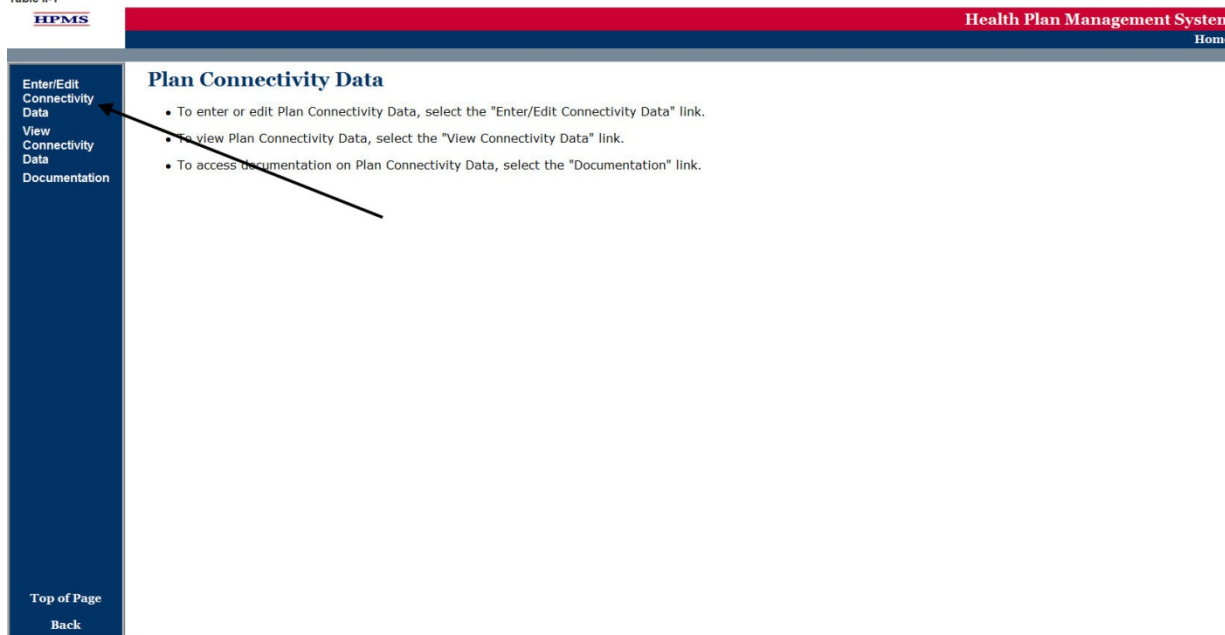 HPMS
Health Plan Management System
Home
Enter/Edit
Connectivity
Data
View
Connectivity
Data
Documentation
Plan Connectivity Data
• To enter or edit Plan Connectivity Data, select the "Enter/Edit Connectivity Data" link.
• To view Plan Connectivity Data, select the "View Connectivity Data" link.
• To access documentation on Plan Connectivity Data, select the "Documentation" link.
Top of Page
Back